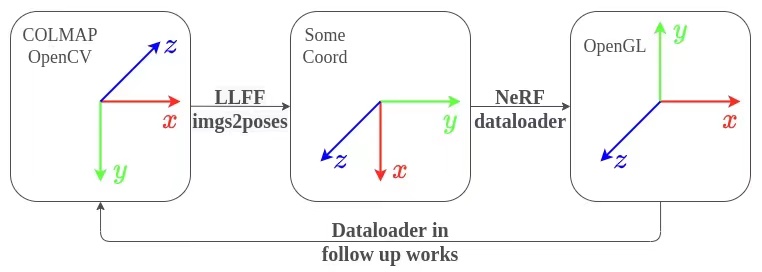 COLMAP
OpenCV
z
x
y
LLFF
imgs2poses
Some
Coord
y
z
x
NeRF
dataloader
OpenGL
y
x
z
Dataloader in
follow up works